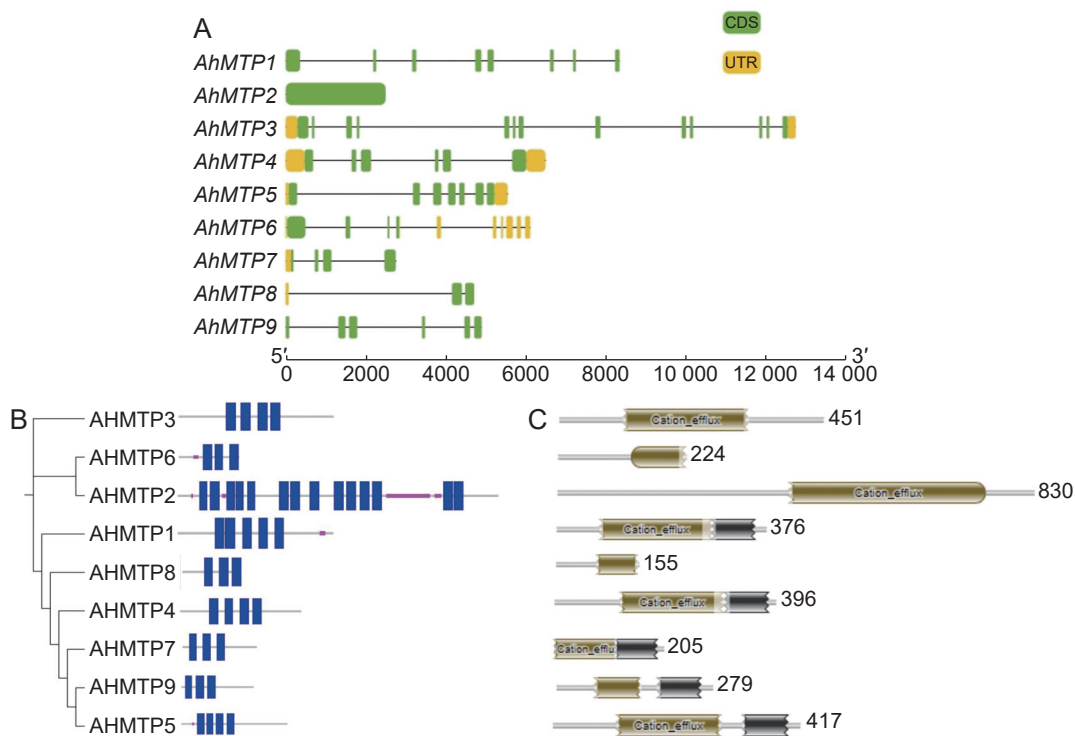 A
CDS
UTR
AhMTP1
AhMTP2
AhMTP3
AhMTP4
AhMTP5
AhMTP6
AhMTP7
AhMTP8
AhMTP9
5′ 3′
0 2000 4000 6000 8000 10 000 12 000 14 000
B
AHMTP3
AHMTP6
AHMTP2
AHMTP1
AHMTP8
AHMTP4
AHMTP7
AHMTP9
AHMTP5
C
Cation_efflux 451
224
Cation_efflux 830
Cation_efflux 376
155
Cation_efflux 396
Cation_efflu 205
279
Cation_efflux 417